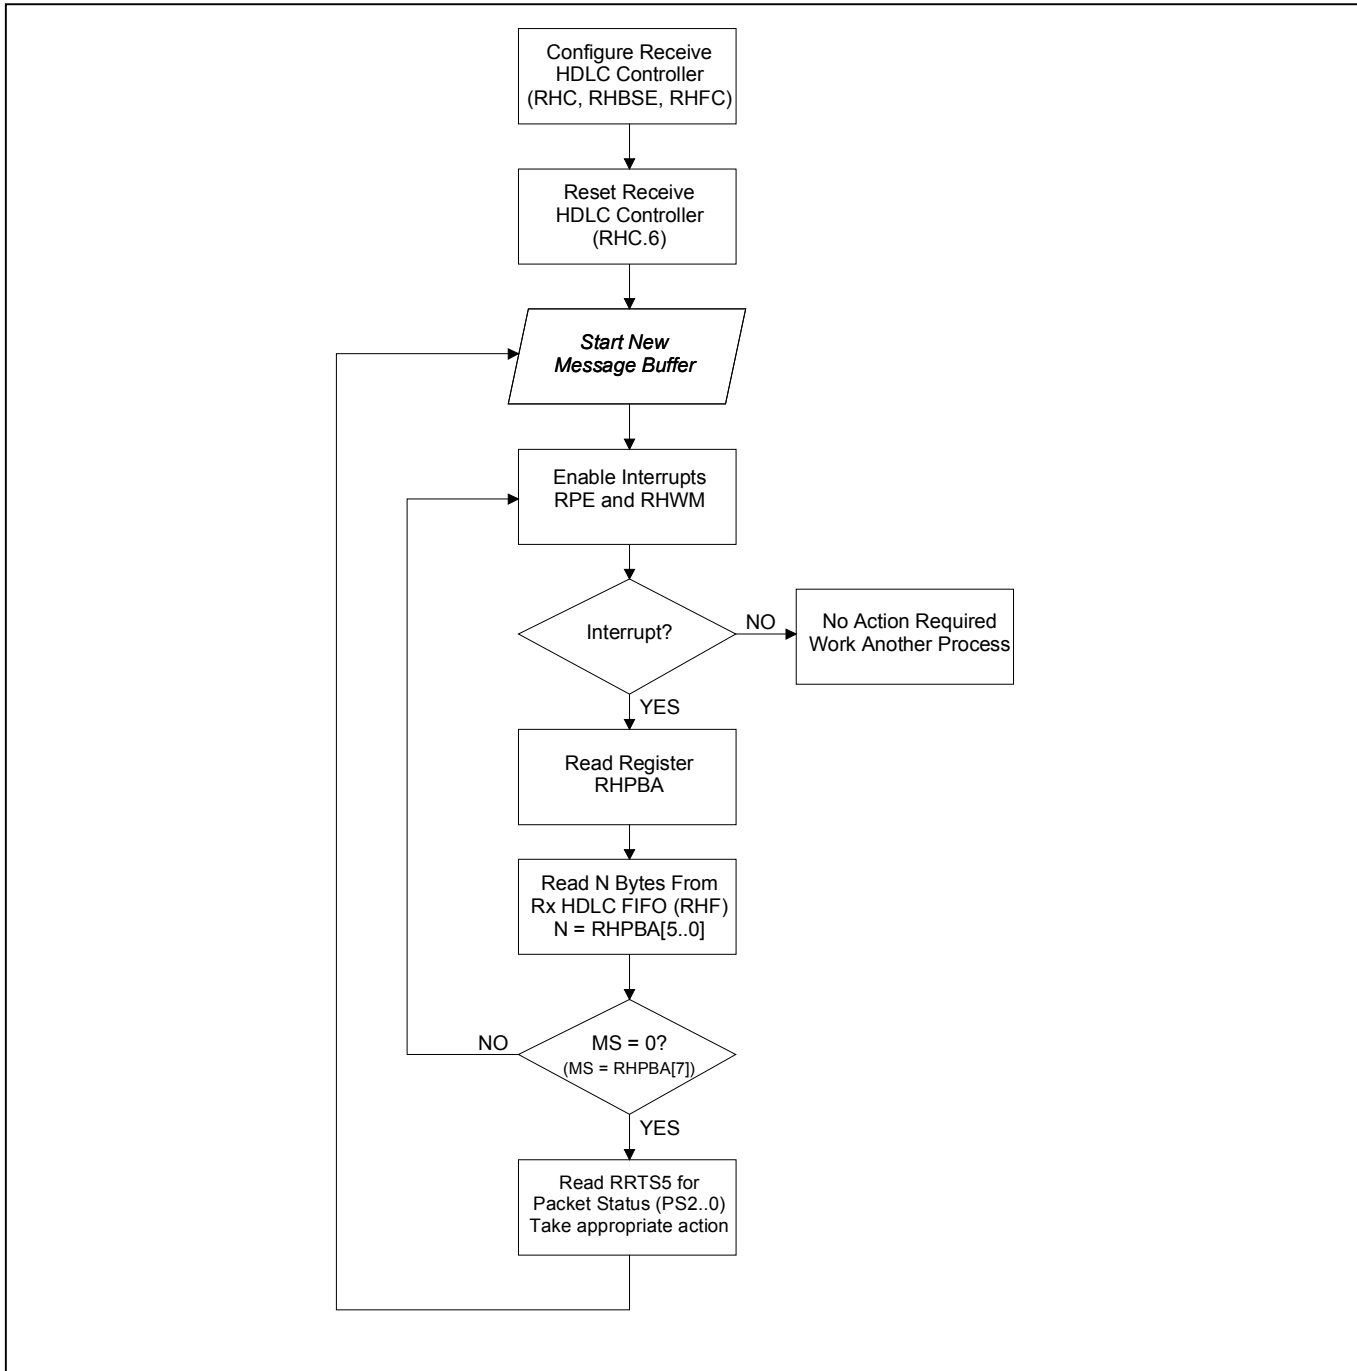 Configure Receive
HDLC Controller
(RHC, RHBSE, RHFC)
Reset Receive
HDLC Controller
(RHC.6)
Start New
Message Buffer
Enable Interrupts
RPE and RHWM
Interrupt?
NO
No Action Required
Work Another Process
YES
Read Register
RHPBA
Read N Bytes From
Rx HDLC FIFO (RHF)
N = RHPBA[5..0]
NO
MS = 0?
(MS = RHPBA[7])
YES
Read RRTS5 for
Packet Status (PS2..0)
Take appropriate action